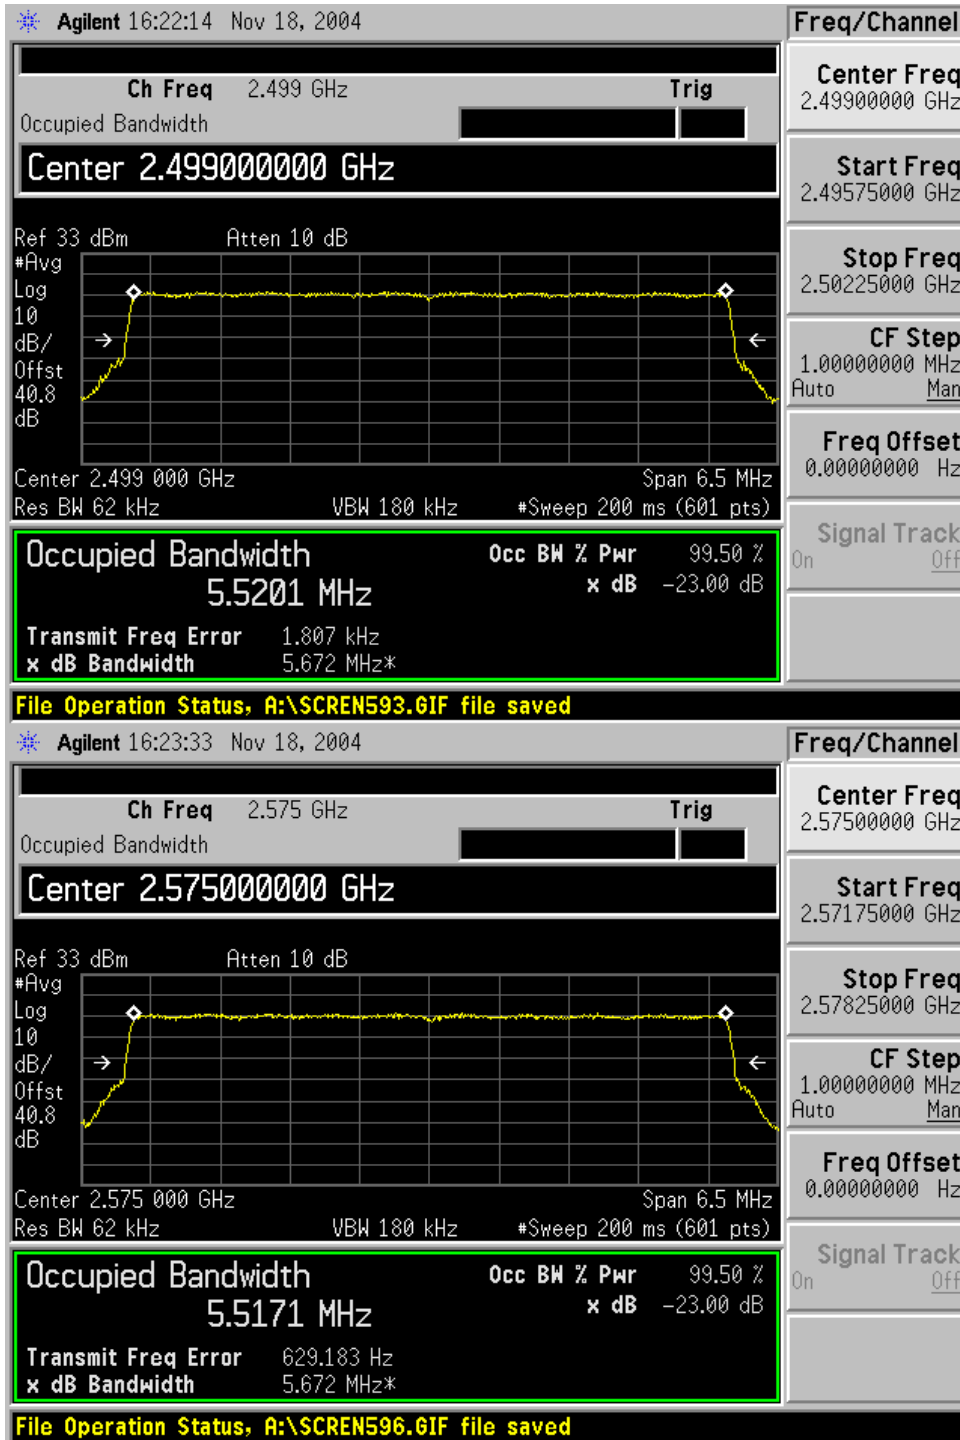 Agilent 16:22:14 Nov 18, 2004
Freq/Channel
Ch Freq 2.499 GHz Trig
Occupied Bandwidth
Center 2.499000000 GHz
Ref 33 dBm Atten 10 dB
#Avg
Log
10
dB/
Offst
40.8
dB
Center 2.499 000 GHz Span 6.5 MHz
Res BW 62 kHz VBW 180 kHz #Sweep 200 ms (601 pts)
Occupied Bandwidth Occ BW % Pwr 99.50 %
5.5201 MHz x dB -23.00 dB
Transmit Freq Error 1.807 kHz
x dB Bandwidth 5.672 MHz*
File Operation Status, A:\SCREN593.GIF file saved
Center Freq
2.49900000 GHz
Start Freq
2.49575000 GHz
Stop Freq
2.50225000 GHz
CF Step
1.00000000 MHz
Auto Man
Freq Offset
0.00000000 Hz
Signal Track
On Off
Agilent 16:23:33 Nov 18, 2004
Freq/Channel
Ch Freq 2.575 GHz Trig
Occupied Bandwidth
Center 2.575000000 GHz
Ref 33 dBm Atten 10 dB
#Avg
Log
10
dB/
Offst
40.8
dB
Center 2.575 000 GHz Span 6.5 MHz
Res BW 62 kHz VBW 180 kHz #Sweep 200 ms (601 pts)
Occupied Bandwidth Occ BW % Pwr 99.50 %
5.5171 MHz x dB -23.00 dB
Transmit Freq Error 629.183 Hz
x dB Bandwidth 5.672 MHz*
File Operation Status, A:\SCREN596.GIF file saved
Center Freq
2.57500000 GHz
Start Freq
2.57175000 GHz
Stop Freq
2.57825000 GHz
CF Step
1.00000000 MHz
Auto Man
Freq Offset
0.00000000 Hz
Signal Track
On Off